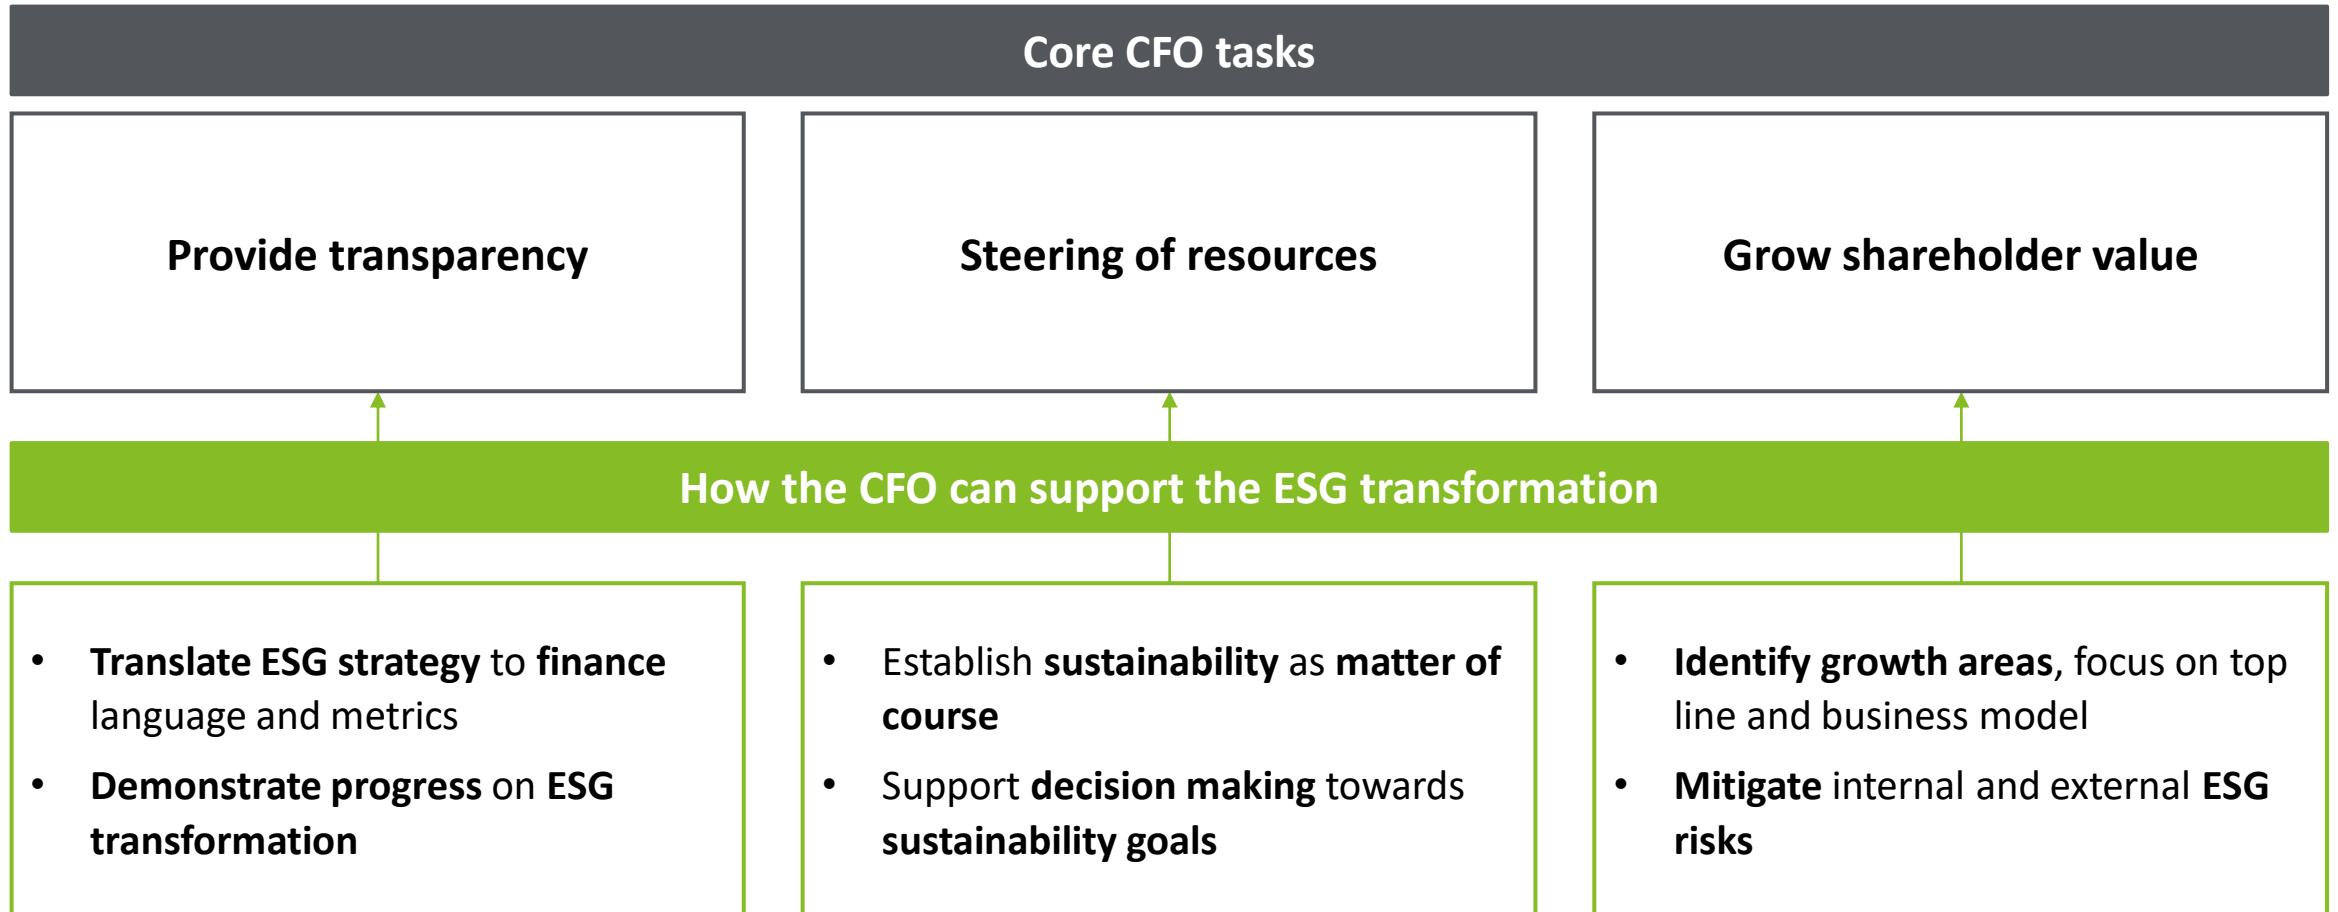 Core CFO tasks
Provide transparency
Steering of resources
Grow shareholder value
How the CFO can support the ESG transformation
• Translate ESG strategy to finance
language and metrics
• Demonstrate progress on ESG
transformation
• Establish sustainability as matter of
course
• Support decision making towards
sustainability goals
• Identify growth areas, focus on top
line and business model
• Mitigate internal and external ESG
risks